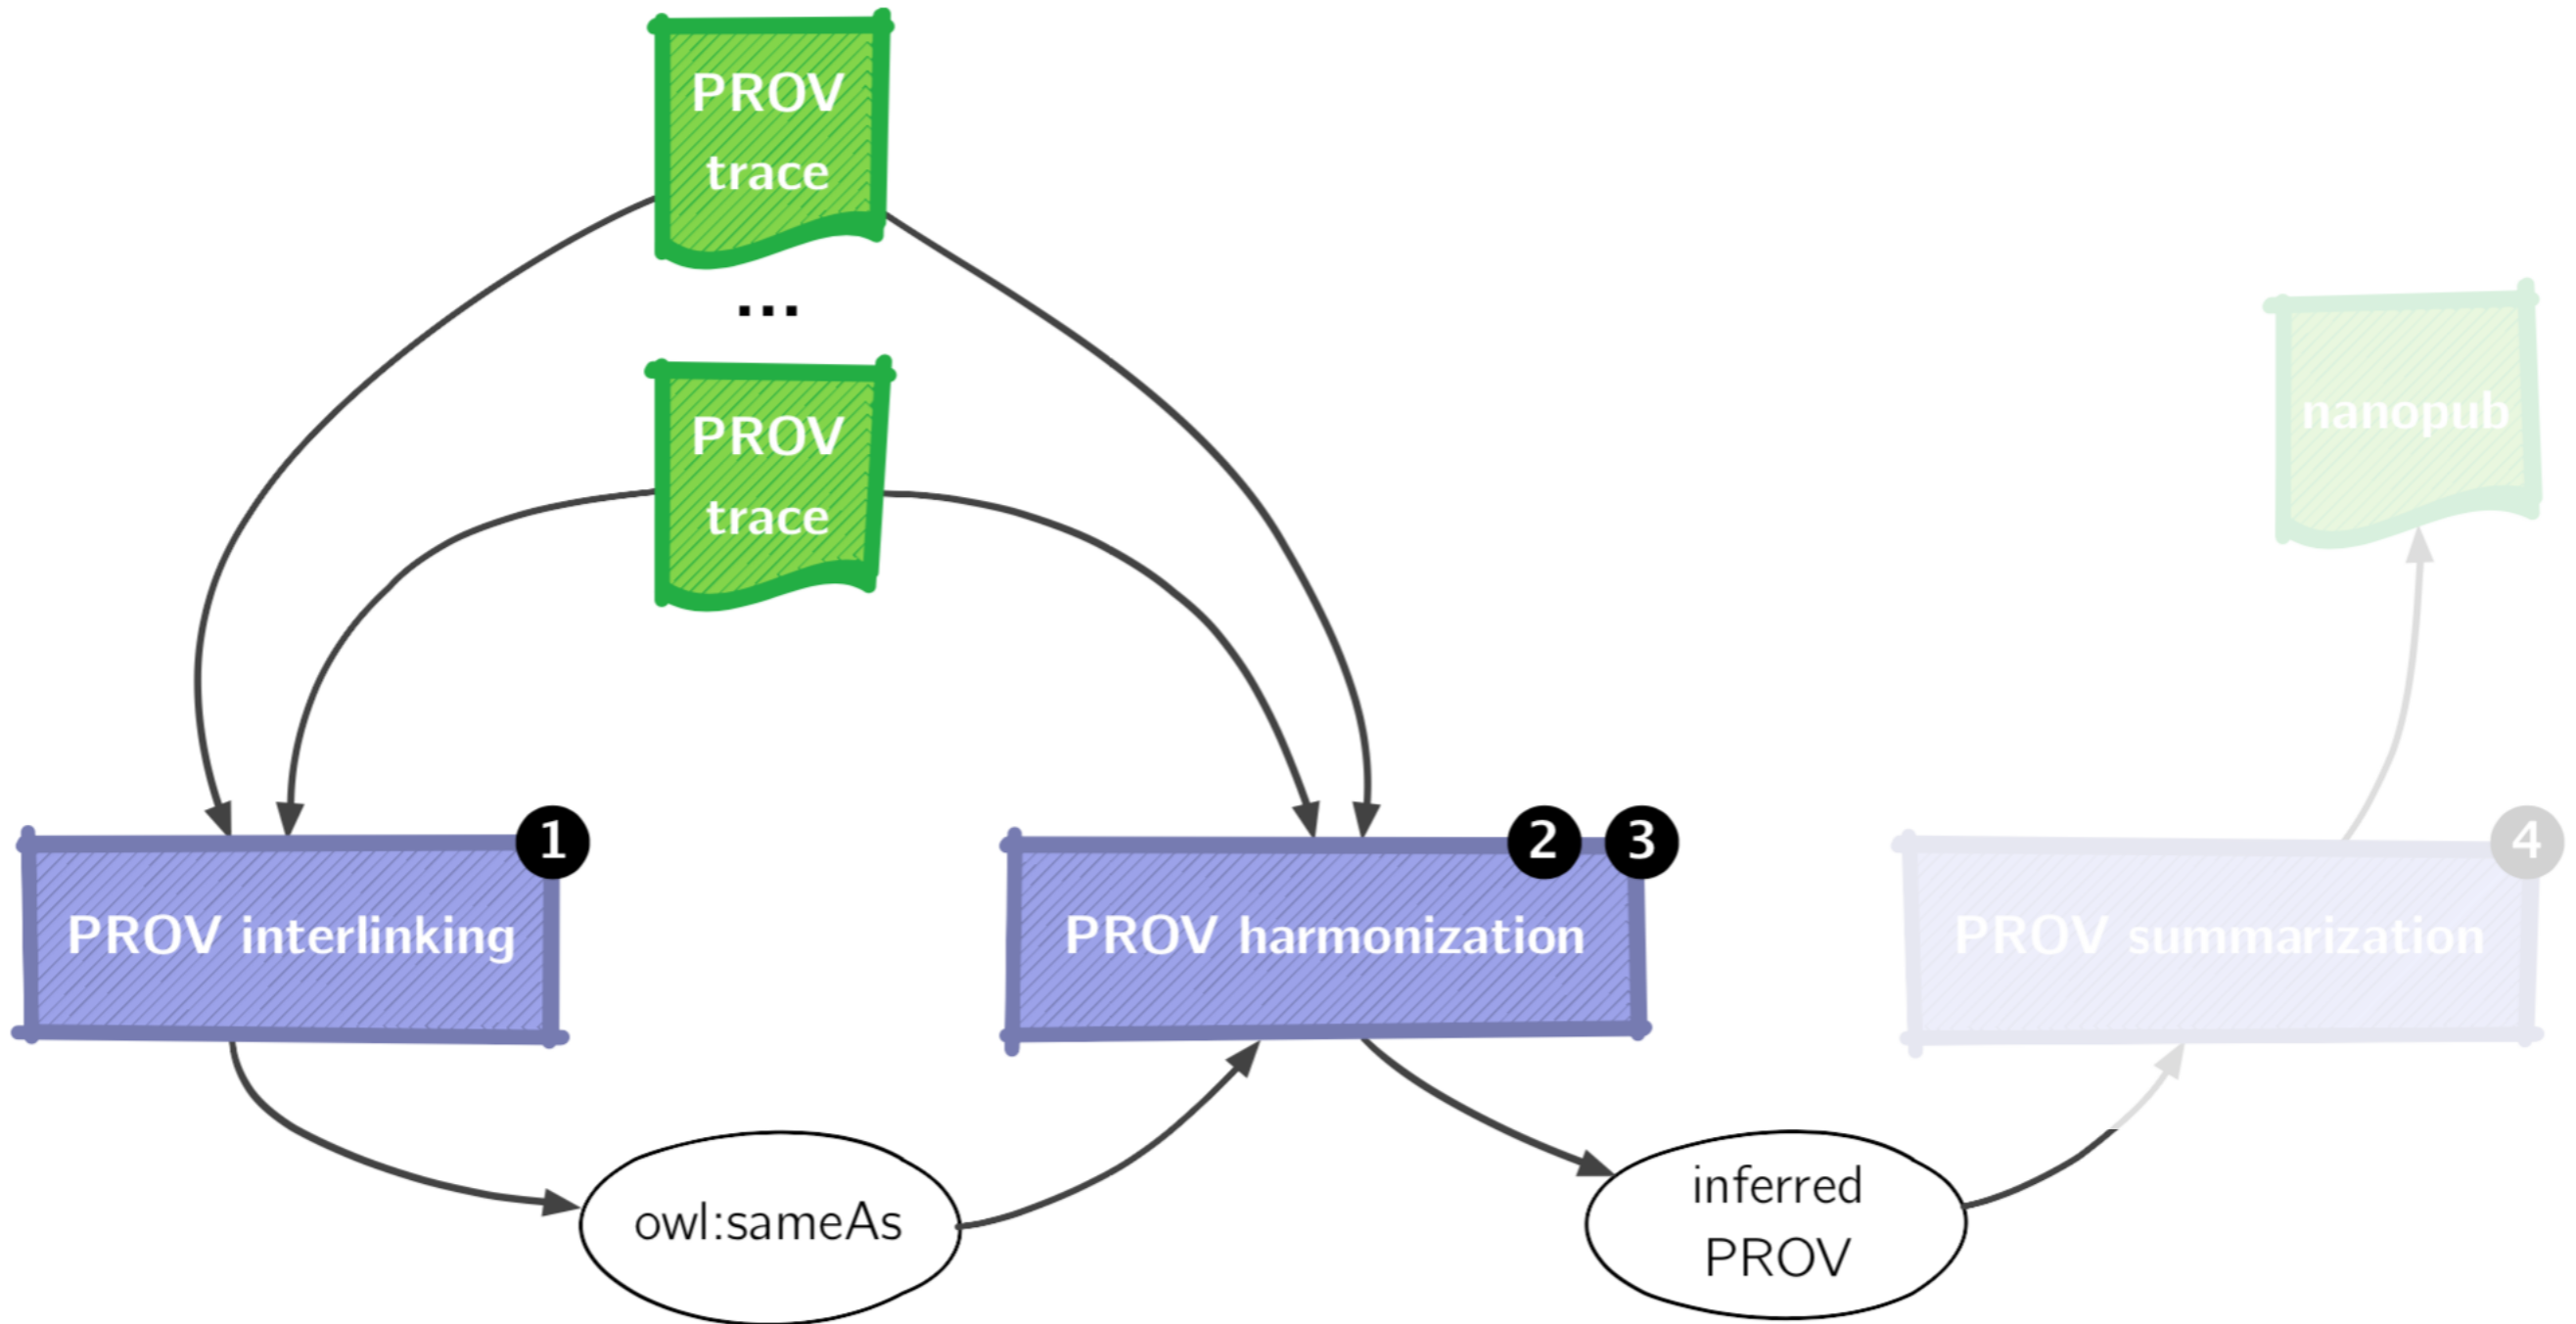 PROV
trace
...
PROV
trace
nanopub
1
2
3
4
PROV interlinking
PROV harmonization
PROV summarization
owl:sameAs
inferred
PROV